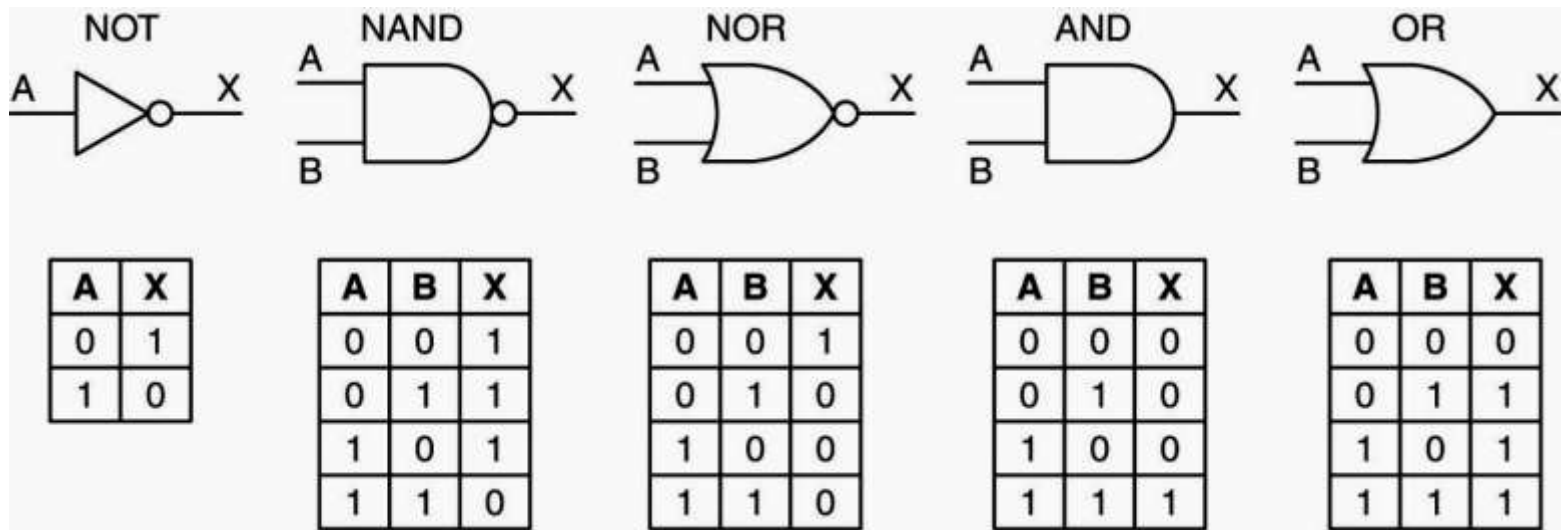 NOT NAND NOR AND OR
A X A B X A B X A B X A B X
A X
0 1
1 0
A B X
0 0 1
0 1 1
1 0 1
1 1 0
A B X
0 0 1
0 1 0
1 0 0
1 1 0
A B X
0 0 0
0 1 0
1 0 0
1 1 1
A B X
0 0 0
0 1 1
1 0 1
1 1 1